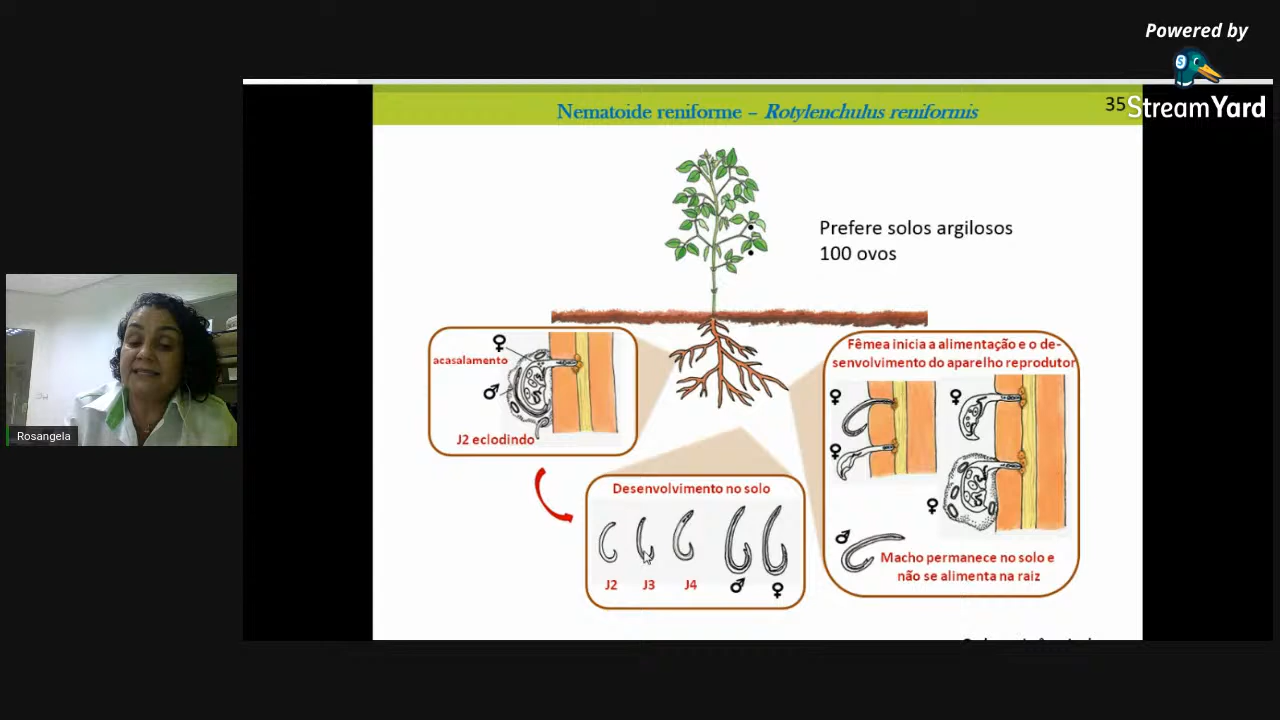 Powered by
StreamYard
Nematoide reniforme – Rotylenchulus reniformis
35
Prefere solos argilosos
100 ovos
acasalamento
J2 eclodindo
Fêmea inicia a alimentação e o de-
senvolvimento do aparelho reprodutor
Desenvolvimento no solo
J2 J3 J4
Macho permanece no solo e
não se alimenta na raiz
Rosangela